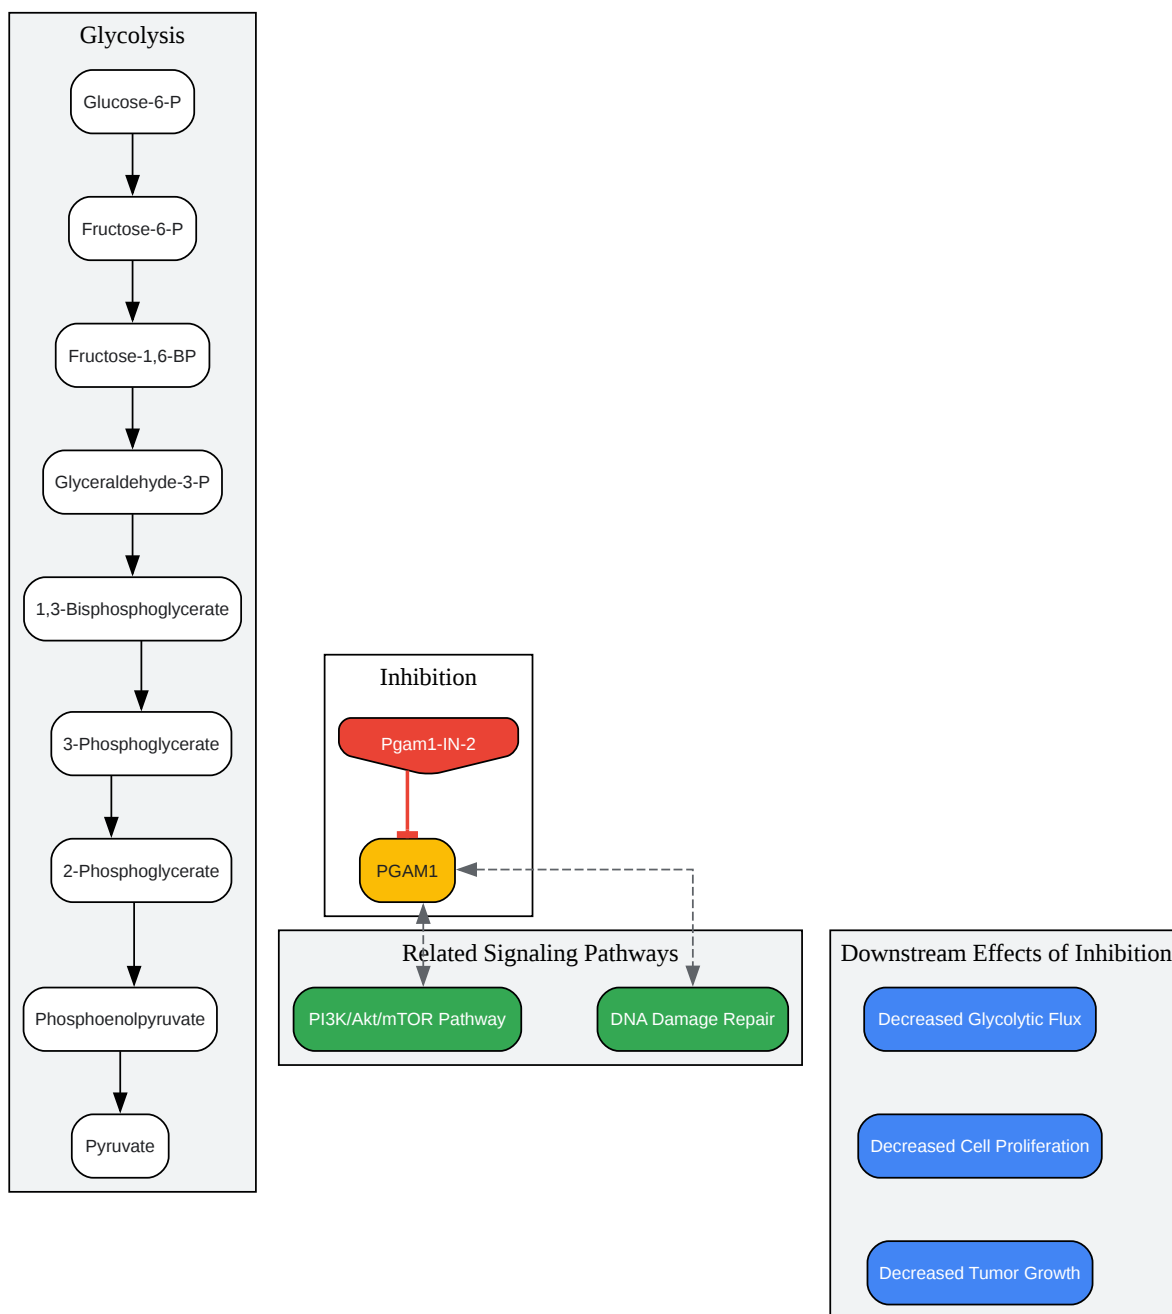 Glycolysis
Glucose-6-P
Fructose-6-P
Fructose-1,6-BP
Glyceraldehyde-3-P
1,3-Bisphosphoglycerate
3-Phosphoglycerate
2-Phosphoglycerate
Phosphoenolpyruvate
Pyruvate
Inhibition
Pgam1-IN-2
PGAM1
Related Signaling Pathways
PI3K/Akt/mTOR Pathway
DNA Damage Repair
Downstream Effects of Inhibition
Decreased Glycolytic Flux
Decreased Cell Proliferation
Decreased Tumor Growth